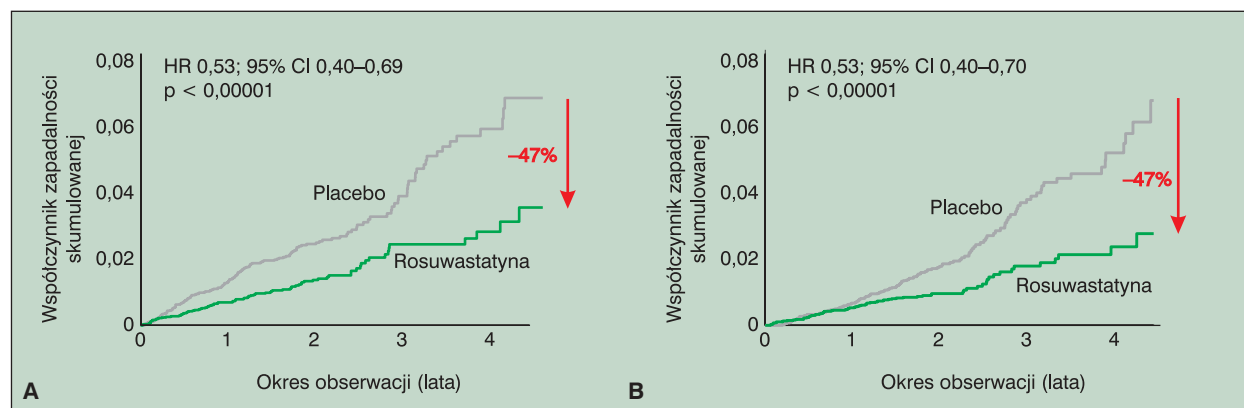 Współczynnik zapadalności
skumulowanej
0,08
0,06
0,04
0,02
0
HR 0,53; 95% CI 0,40–0,69
p < 0,00001
–47%
Placebo
Rosuwastatyna
0 1 2 3 4
Okres obserwacji (lata)
A
Współczynnik zapadalności
skumulowanej
0,08
0,06
0,04
0,02
0
HR 0,53; 95% CI 0,40–0,70
p < 0,00001
–47%
Placebo
Rosuwastatyna
0 1 2 3 4
Okres obserwacji (lata)
B